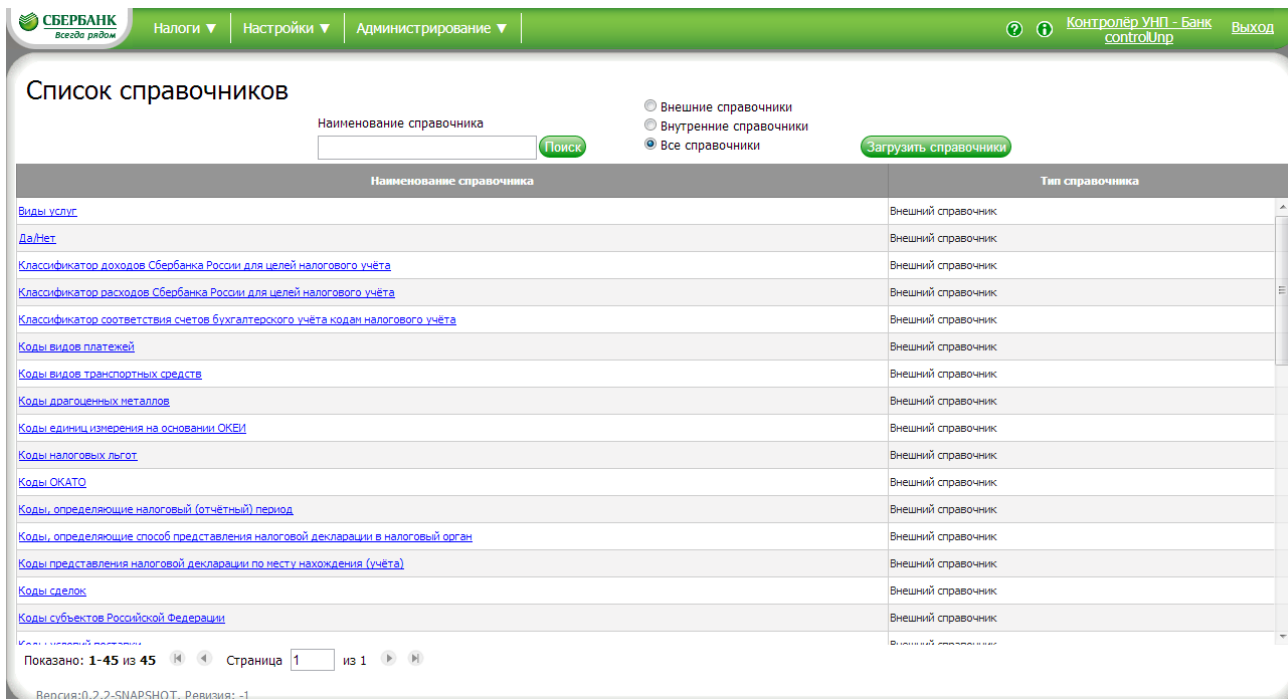 СБЕРБАНК
Всегда рядом
Налоги ▼ Настройки ▼ Администрирование ▼
Контролёр УНП - Банк
controlUnp
Выход
Список справочников
Наименование справочника
Поиск
Внешние справочники
Внутренние справочники
Все справочники
Загрузить справочники
Наименование справочника Тип справочника
Виды услуг Внешний справочник
Да/Нет Внешний справочник
Классификатор доходов Сбербанка России для целей налогового учёта Внешний справочник
Классификатор расходов Сбербанка России для целей налогового учёта Внешний справочник
Классификатор соответствия счетов бухгалтерского учёта кодам налогового учёта Внешний справочник
Коды видов платежей Внешний справочник
Коды видов транспортных средств Внешний справочник
Коды драгоценных металлов Внешний справочник
Коды единиц измерения на основании ОКЕИ Внешний справочник
Коды налоговых льгот Внешний справочник
Коды ОКАТО Внешний справочник
Коды, определяющие налоговый (отчётный) период Внешний справочник
Коды, определяющие способ представления налоговой декларации в налоговый орган Внешний справочник
Коды представления налоговой декларации по месту нахождения (учёта) Внешний справочник
Коды сделок Внешний справочник
Коды субъектов Российской Федерации Внешний справочник
Коды условий поставки Внешний справочник
Показано: 1-45 из 45 Страница 1 из 1
Версия:0.2.2-SNAPSHOT, Ревизия: -1